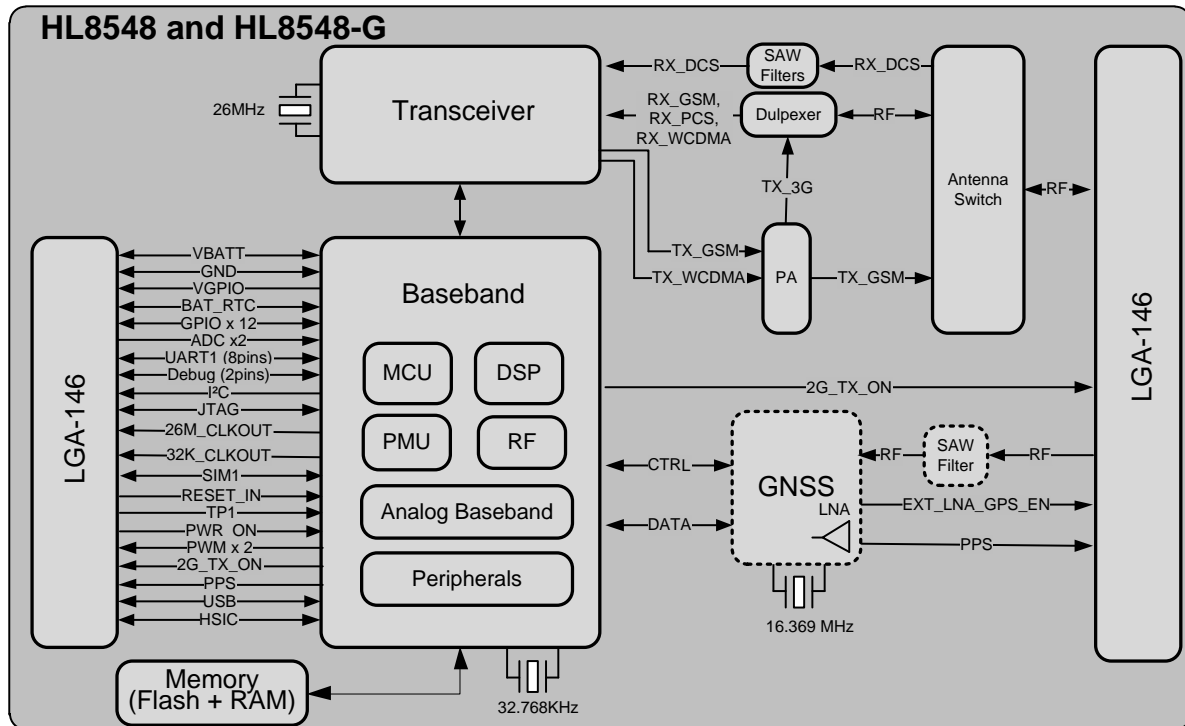 HL8548 and HL8548-G
26MHz
Transceiver
RX_DCS
SAW
Filters
RX_DCS
RX_GSM,
RX_PCS,
RX_WCDMA
Dulpexer
RF
TX_3G
Antenna
Switch
RF
TX_GSM
TX_WCDMA
PA
TX_GSM
LGA-146
LGA-146
VBATT
GND
VGPIO
BAT_RTC
GPIO x 12
ADC x2
UART1 (8pins)
Debug (2pins)
I²C
JTAG
26M_CLKOUT
32K_CLKOUT
SIM1
RESET_IN
TP1
PWR_ON
PWM x 2
2G_TX_ON
PPS
USB
HSIC
Baseband
MCU
DSP
PMU
RF
Analog Baseband
Peripherals
2G_TX_ON
CTRL
DATA
GNSS
LNA
RF
SAW
Filter
RF
EXT_LNA_GPS_EN
PPS
16.369 MHz
Memory
(Flash + RAM)
32.768KHz